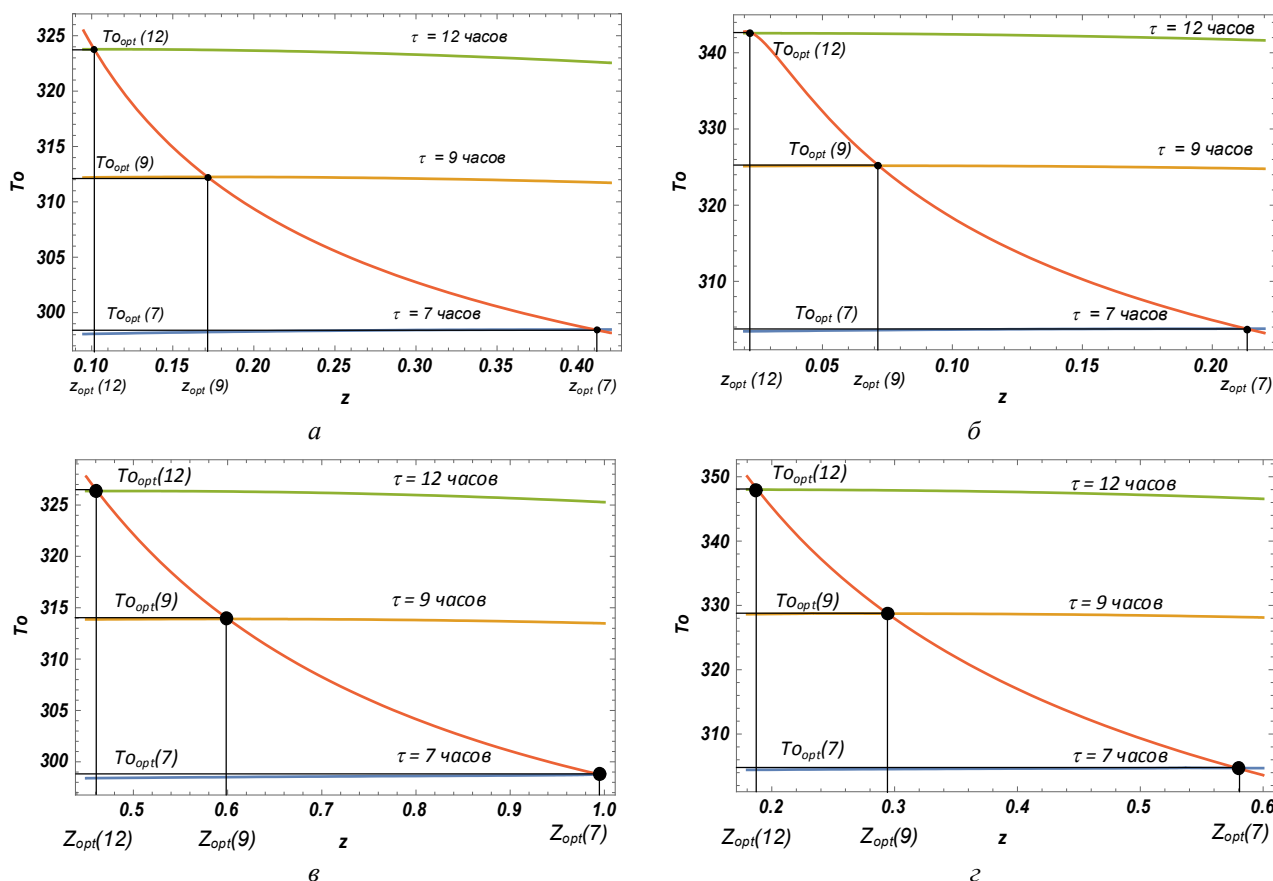 325
320
315
310
305
300
To
To_opt (12)
τ = 12 часов
To_opt (9)
τ = 9 часов
To_opt (7)
τ = 7 часов
0.10 0.15 0.20 0.25 0.30 0.35 0.40
z_opt (12) z_opt (9) z_opt (7)
z
а
340
330
320
310
To
To_opt (12)
τ = 12 часов
To_opt (9)
τ = 9 часов
To_opt (7)
τ = 7 часов
0.05 0.10 0.15 0.20
z_opt (12) z_opt (9) z_opt (7)
z
б
325
320
315
310
305
300
To
To_opt(12)
τ = 12 часов
To_opt(9)
τ = 9 часов
To_opt(7)
τ = 7 часов
0.5 0.6 0.7 0.8 0.9 1.0
Z_opt(12) Z_opt(9) z Z_opt(7)
в
350
340
330
320
310
To
To_opt(12)
τ = 12 часов
To_opt(9)
τ = 9 часов
To_opt(7)
τ = 7 часов
0.2 0.3 0.4 0.5 0.6
Z_opt(12) Z_opt(9) z Z_opt(7)
г